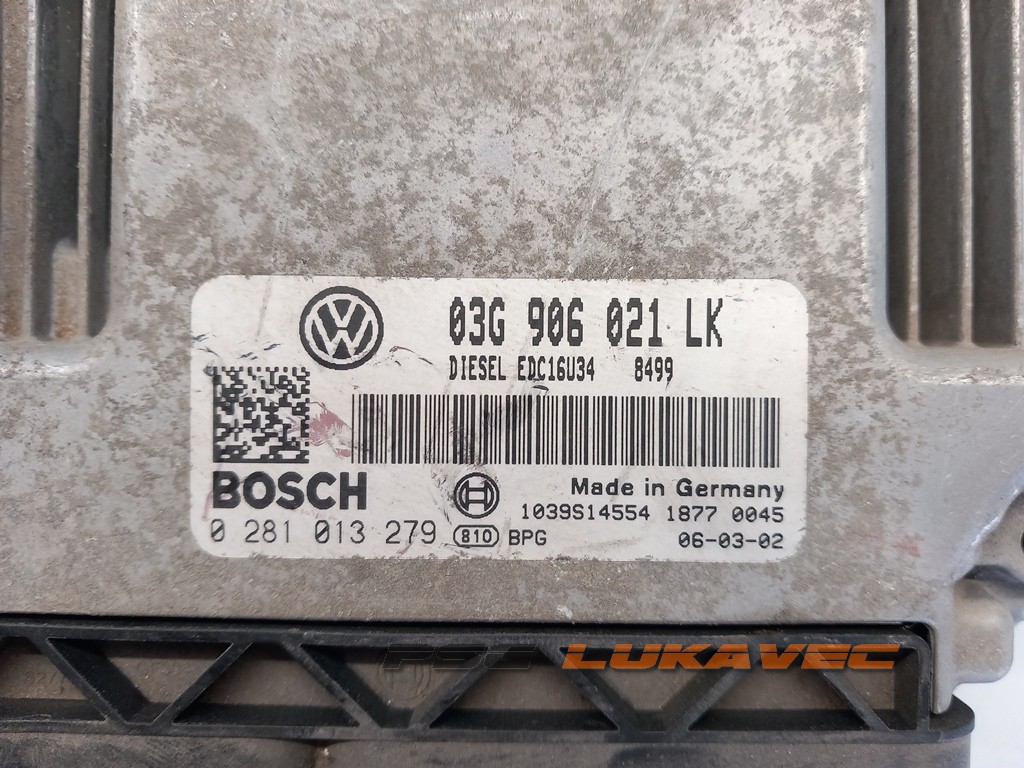 03G 906 021 LK
DIESEL EDC16U34 8499
BOSCH
Made in Germany
1039S14554 1877 0045
0 281 013 279 810 BPG 06-03-02
LUKAVEC